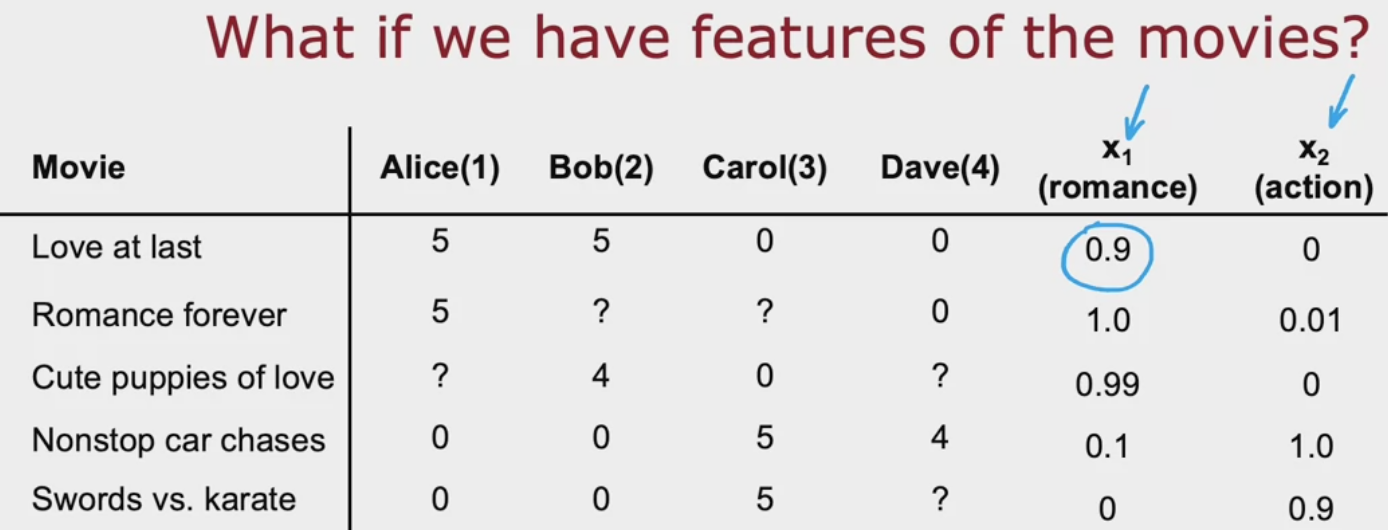 What if we have features of the movies?
Movie Alice(1) Bob(2) Carol(3) Dave(4) x₁ (romance) x₂ (action)
Love at last 5 5 0 0 0.9 0
Romance forever 5 ? ? 0 1.0 0.01
Cute puppies of love ? 4 0 ? 0.99 0
Nonstop car chases 0 0 5 4 0.1 1.0
Swords vs. karate 0 0 5 ? 0 0.9